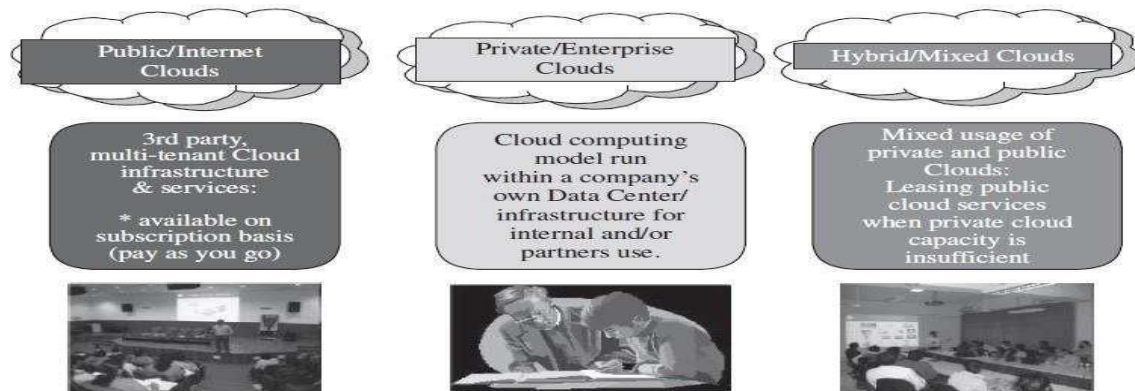 Public/Internet
Clouds
3rd party,
multi-tenant Cloud
infrastructure
& services:
* available on
subscription basis
(pay as you go)
Private/Enterprise
Clouds
Cloud computing
model run
within a company's
own Data Center/
infrastructure for
internal and/or
partners use.
Hybrid/Mixed Clouds
Mixed usage of
private and public
Clouds:
Leasing public
cloud services
when private cloud
capacity is
insufficient